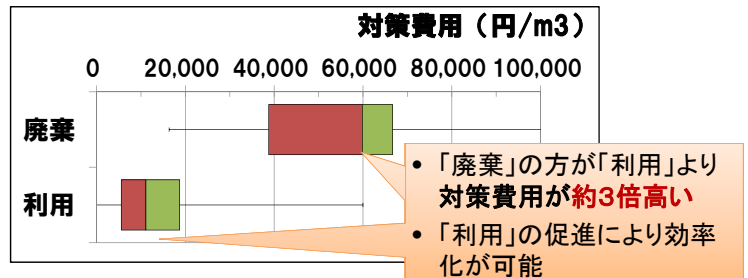 対策費用（円/m3）
0 20,000 40,000 60,000 80,000 100,000
廃棄
利用
• 「廃棄」の方が「利用」より
対策費用が約３倍高い
• 「利用」の促進により効率
化が可能